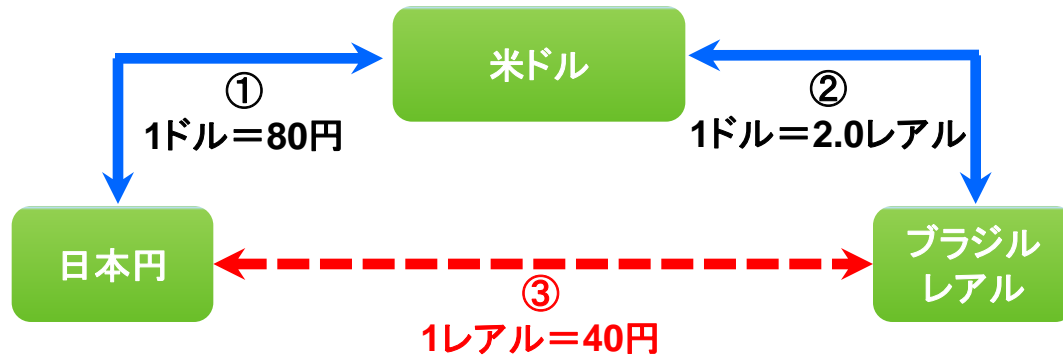 米ドル
①
1ドル＝80円
②
1ドル＝2.0レアル
日本円
ブラジル
レアル
③
1レアル＝40円